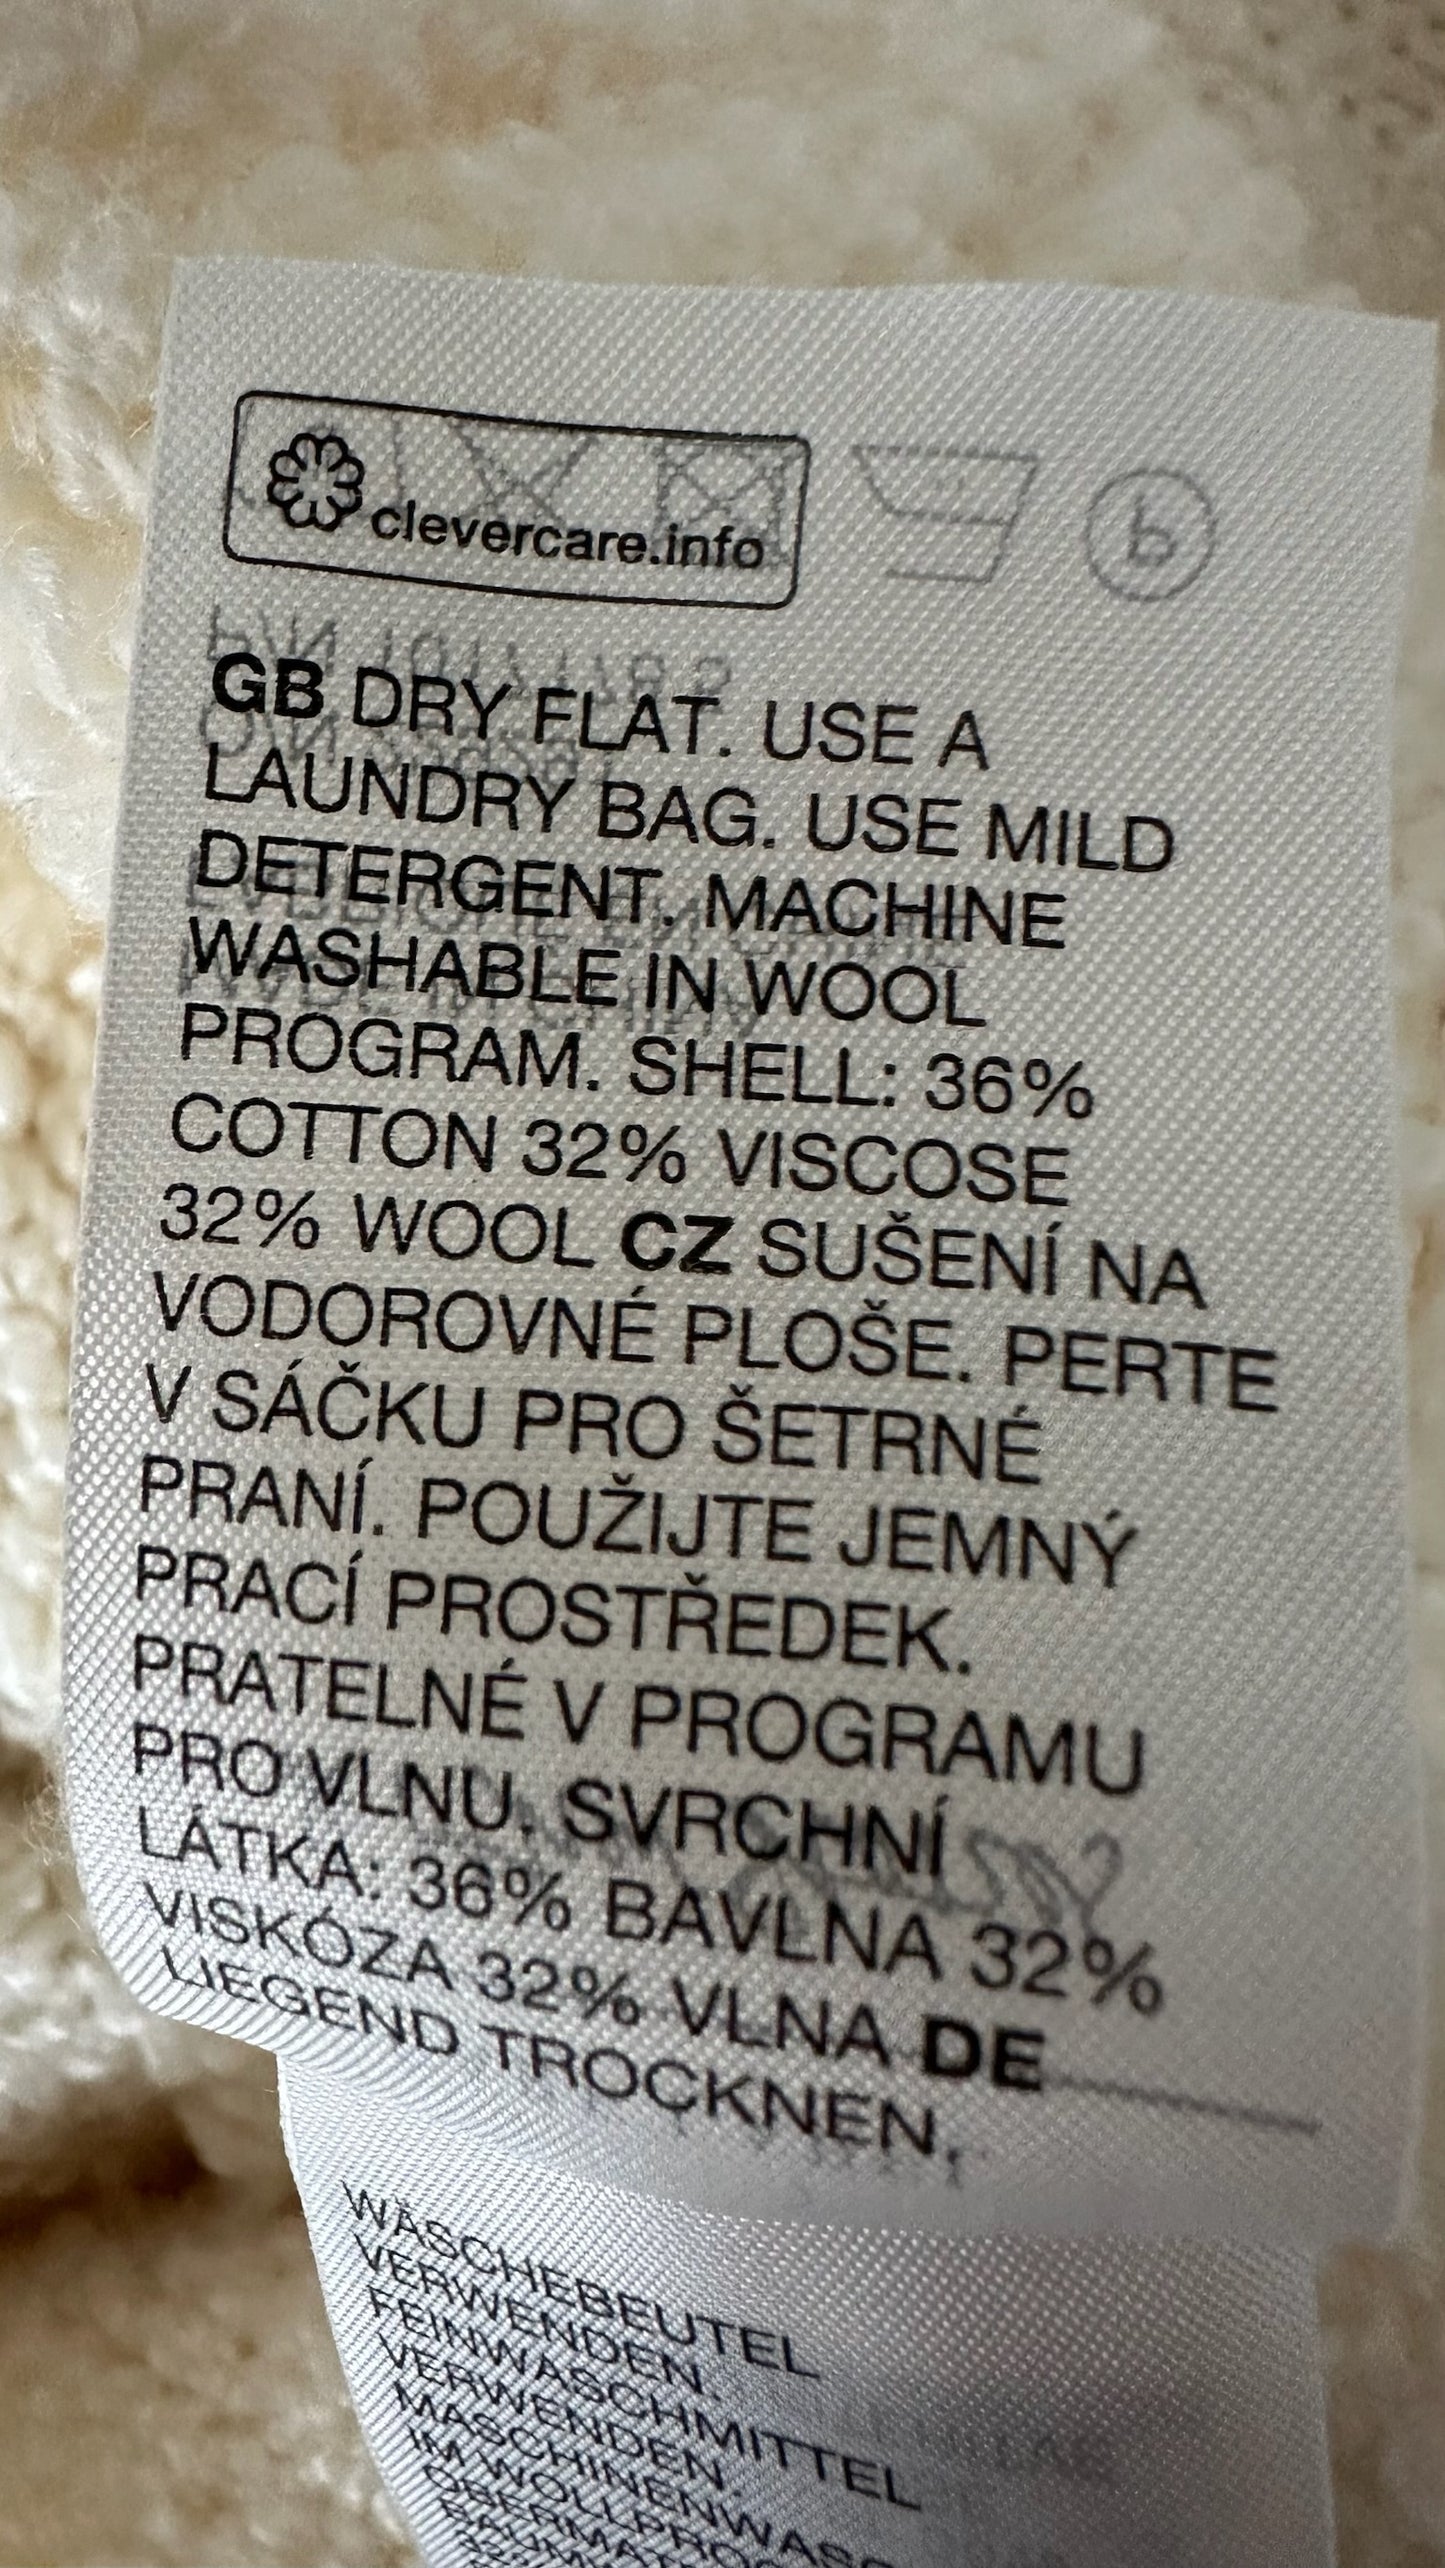 clevercare.info
GB DRY FLAT. USE A
LAUNDRY BAG. USE MILD
DETERGENT. MACHINE
WASHABLE IN WOOL
PROGRAM. SHELL: 36%
COTTON 32% VISCOSE
32% WOOL CZ SUŠENÍ NA
VODOROVNÉ PLOŠE. PERTE
V SÁČKU PRO ŠETRNÉ
PRANÍ. POUŽIJTE JEMNÝ
PRACÍ PROSTŘEDEK.
PRATELNÉ V PROGRAMU
PRO VLNU. SVRCHNÍ
LÁTKA: 36% BAVLNA 32%
VISKÓZA 32% VLNA DE
LIEGEND TROCKNEN,
WÄSCHEBEUTEL
VERWENDEN.
FEINWASCHMITTEL
VERWENDEN.